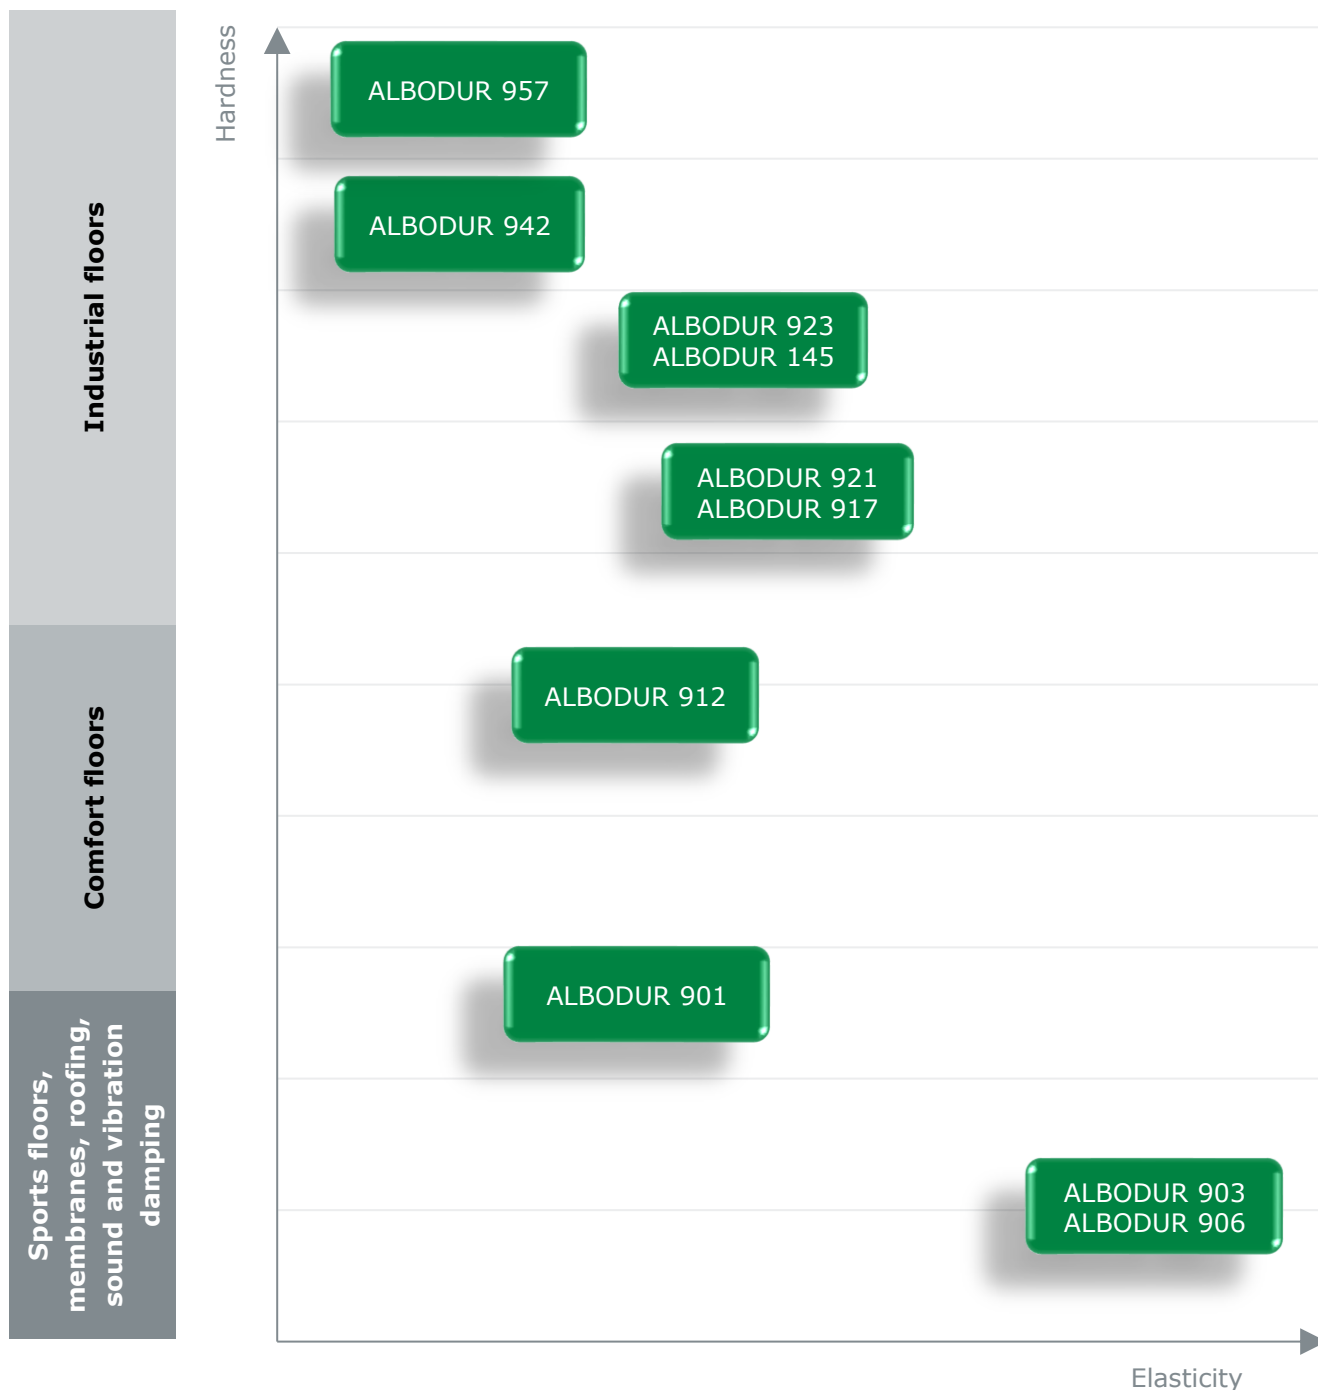 Hardness
Industrial floors
Comfort floors
Sports floors,
membranes, roofing,
sound and vibration
damping
ALBODUR 957
ALBODUR 942
ALBODUR 923
ALBODUR 145
ALBODUR 921
ALBODUR 917
ALBODUR 912
ALBODUR 901
ALBODUR 903
ALBODUR 906
Elasticity